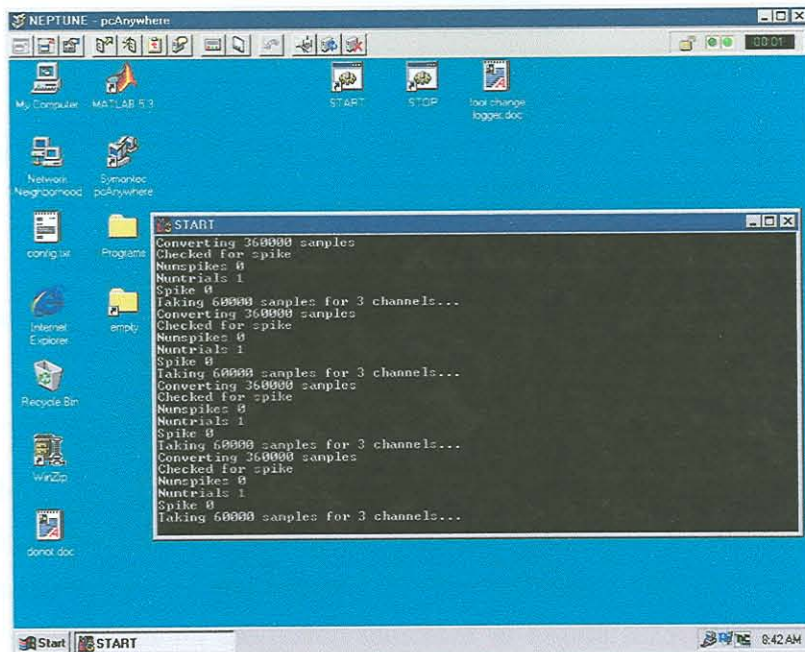 NEPTUNE - pcAnywhere
00:01
My Computer
MATLAB 5.3
START
STOP
tool change logger.doc
Network Neighborhood
Symantec pcAnywhere
config.txt
Programs
Internet Explorer
empty
Recycle Bin
WinZip
donot.doc
START
Converting 360000 samples
Checked for spike
Numspikes 0
Numtrials 1
Spike 0
Taking 60000 samples for 3 channels...
Converting 360000 samples
Checked for spike
Numspikes 0
Numtrials 1
Spike 0
Taking 60000 samples for 3 channels...
Converting 360000 samples
Checked for spike
Numspikes 0
Numtrials 1
Spike 0
Taking 60000 samples for 3 channels...
Converting 360000 samples
Checked for spike
Numspikes 0
Numtrials 1
Spike 0
Taking 60000 samples for 3 channels...
Start
START
8:42 AM